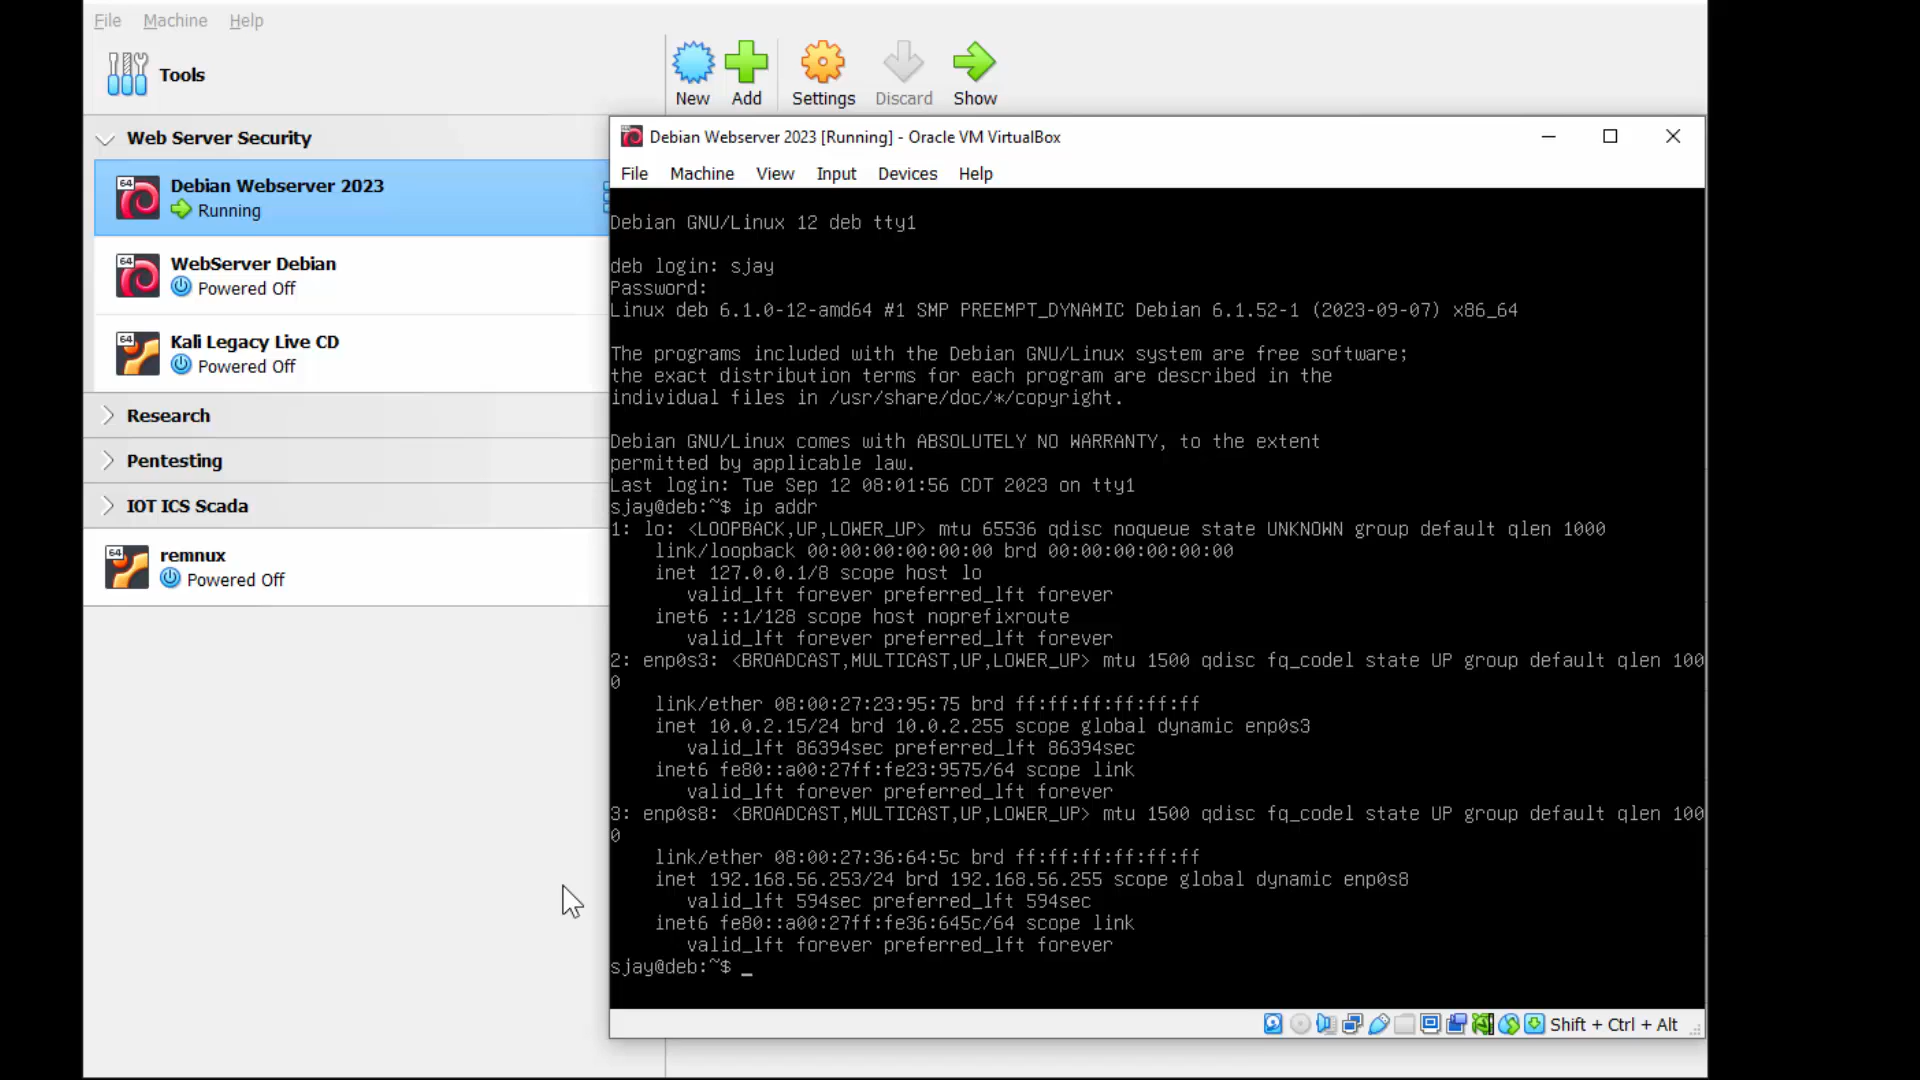 File Machine Help
Tools
New Add Settings Discard Show
Web Server Security
64
Debian Webserver 2023
Running
64
WebServer Debian
Powered Off
64
Kali Legacy Live CD
Powered Off
Research
Pentesting
IOT ICS Scada
64
remnux
Powered Off
Debian Webserver 2023 [Running] - Oracle VM VirtualBox
File Machine View Input Devices Help
Debian GNU/Linux 12 deb tty1
deb login: sjay
Password:
Linux deb 6.1.0-12-amd64 #1 SMP PREEMPT_DYNAMIC Debian 6.1.52-1 (2023-09-07) x86_64
The programs included with the Debian GNU/Linux system are free software;
the exact distribution terms for each program are described in the
individual files in /usr/share/doc/*/copyright.
Debian GNU/Linux comes with ABSOLUTELY NO WARRANTY, to the extent
permitted by applicable law.
Last login: Tue Sep 12 08:01:56 CDT 2023 on tty1
sjay@deb:~$ ip addr
1: lo: <LOOPBACK,UP,LOWER_UP> mtu 65536 qdisc noqueue state UNKNOWN group default qlen 1000
link/loopback 00:00:00:00:00:00 brd 00:00:00:00:00:00
inet 127.0.0.1/8 scope host lo
valid_lft forever preferred_lft forever
inet6 ::1/128 scope host noprefixroute
valid_lft forever preferred_lft forever
2: enp0s3: <BROADCAST,MULTICAST,UP,LOWER_UP> mtu 1500 qdisc fq_codel state UP group default qlen 100
0
link/ether 08:00:27:23:95:75 brd ff:ff:ff:ff:ff:ff
inet 10.0.2.15/24 brd 10.0.2.255 scope global dynamic enp0s3
valid_lft 86394sec preferred_lft 86394sec
inet6 fe80::a00:27ff:fe23:9575/64 scope link
valid_lft forever preferred_lft forever
3: enp0s8: <BROADCAST,MULTICAST,UP,LOWER_UP> mtu 1500 qdisc fq_codel state UP group default qlen 100
0
link/ether 08:00:27:36:64:5c brd ff:ff:ff:ff:ff:ff
inet 192.168.56.253/24 brd 192.168.56.255 scope global dynamic enp0s8
valid_lft 594sec preferred_lft 594sec
inet6 fe80::a00:27ff:fe36:645c/64 scope link
valid_lft forever preferred_lft forever
sjay@deb:~$ _
Shift + Ctrl + Alt